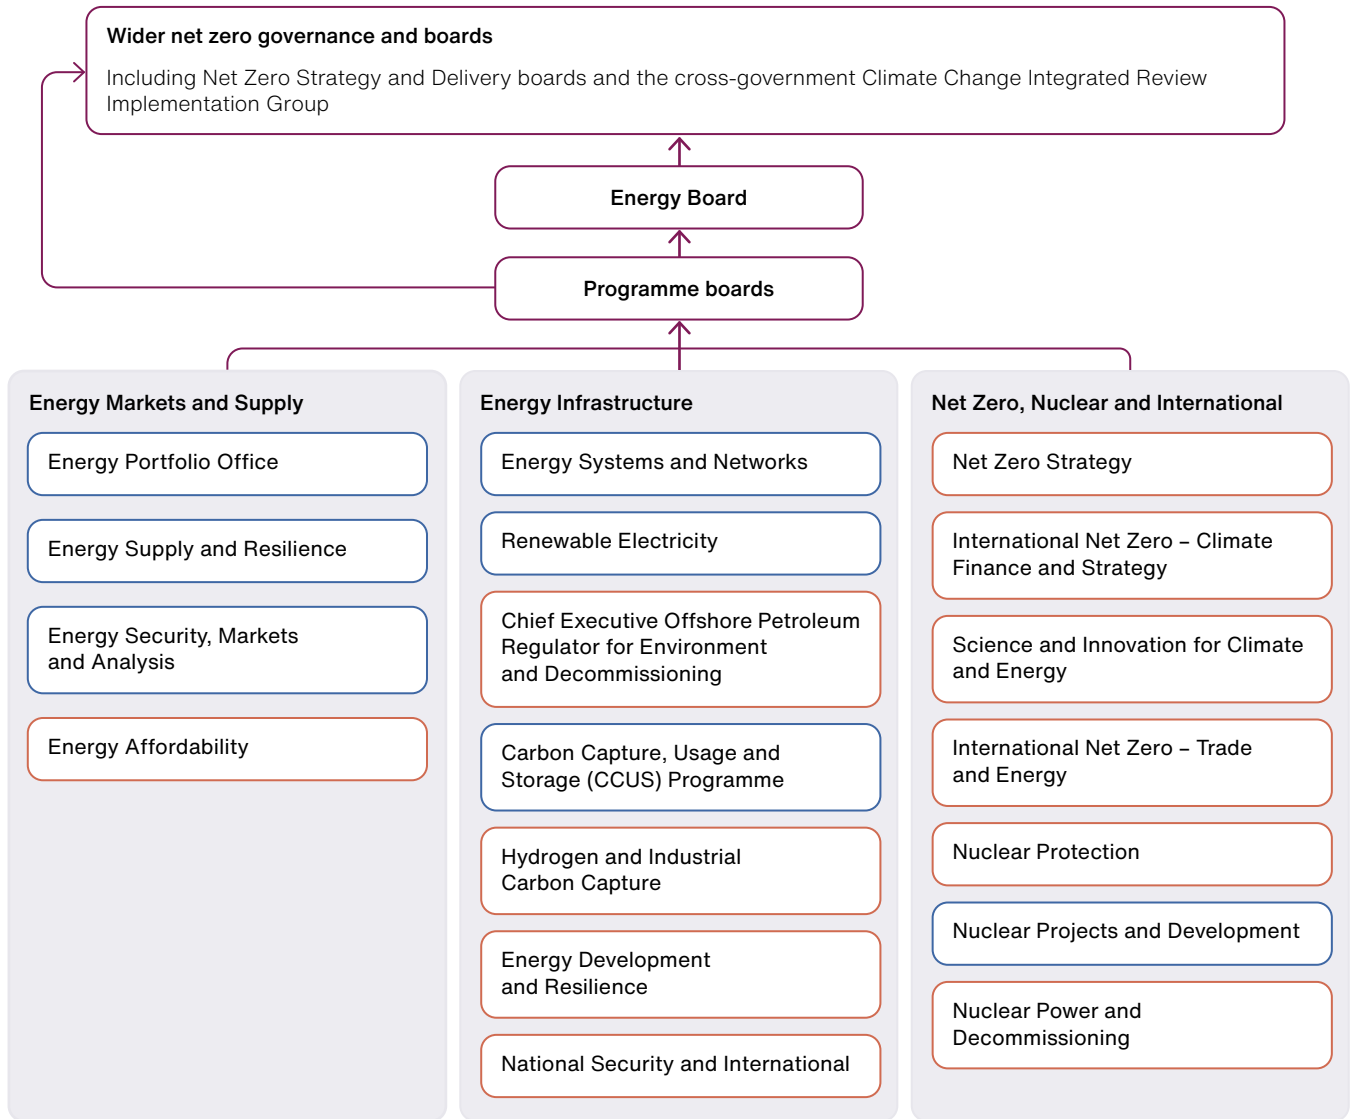 Wider net zero governance and boards
Including Net Zero Strategy and Delivery boards and the cross-government Climate Change Integrated Review
Implementation Group
Energy Board
Programme boards
Energy Markets and Supply
Energy Portfolio Office
Energy Supply and Resilience
Energy Security, Markets
and Analysis
Energy Affordability
Energy Infrastructure
Energy Systems and Networks
Renewable Electricity
Chief Executive Offshore Petroleum
Regulator for Environment
and Decommissioning
Carbon Capture, Usage and
Storage (CCUS) Programme
Hydrogen and Industrial
Carbon Capture
Energy Development
and Resilience
National Security and International
Net Zero, Nuclear and International
Net Zero Strategy
International Net Zero – Climate
Finance and Strategy
Science and Innovation for Climate
and Energy
International Net Zero – Trade
and Energy
Nuclear Protection
Nuclear Projects and Development
Nuclear Power and
Decommissioning